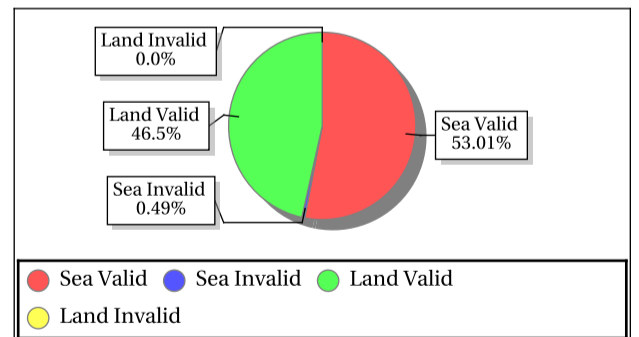 Land Invalid
0.0%
Land Valid
46.5%
Sea Valid
53.01%
Sea Invalid
0.49%
Sea Valid Sea Invalid Land Valid
Land Invalid